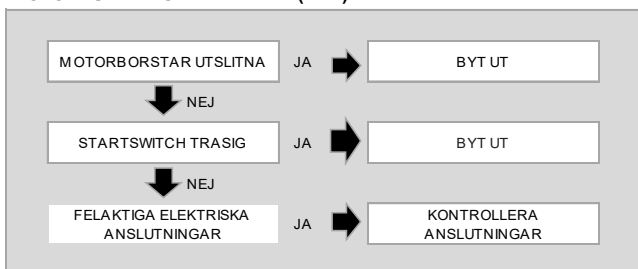 MOTORBORSTAR UTSLITNA JA BYT UT
NEJ
STARTSWITCH TRASIG JA BYT UT
NEJ
FELAKTIGA ELEKTRISKA
ANSLUTNINGAR
JA
KONTROLLERA
ANSLUTNINGAR